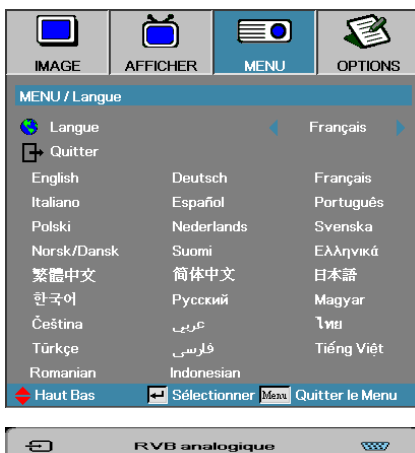 IMAGE AFFICHER MENU OPTIONS
MENU / Langue
Langue Français
Quitter
English Deutsch Français
Italiano Español Português
Polski Nederlands Svenska
Norsk/Dansk Suomi Ελληνικά
繁體中文 简体中文 日本語
한국어 Русский Magyar
Čeština عربي ไทย
Türkçe فارسی Tiếng Việt
Romanian Indonesian
Haut Bas Sélectionner Menu Quitter le Menu
RVB analogique